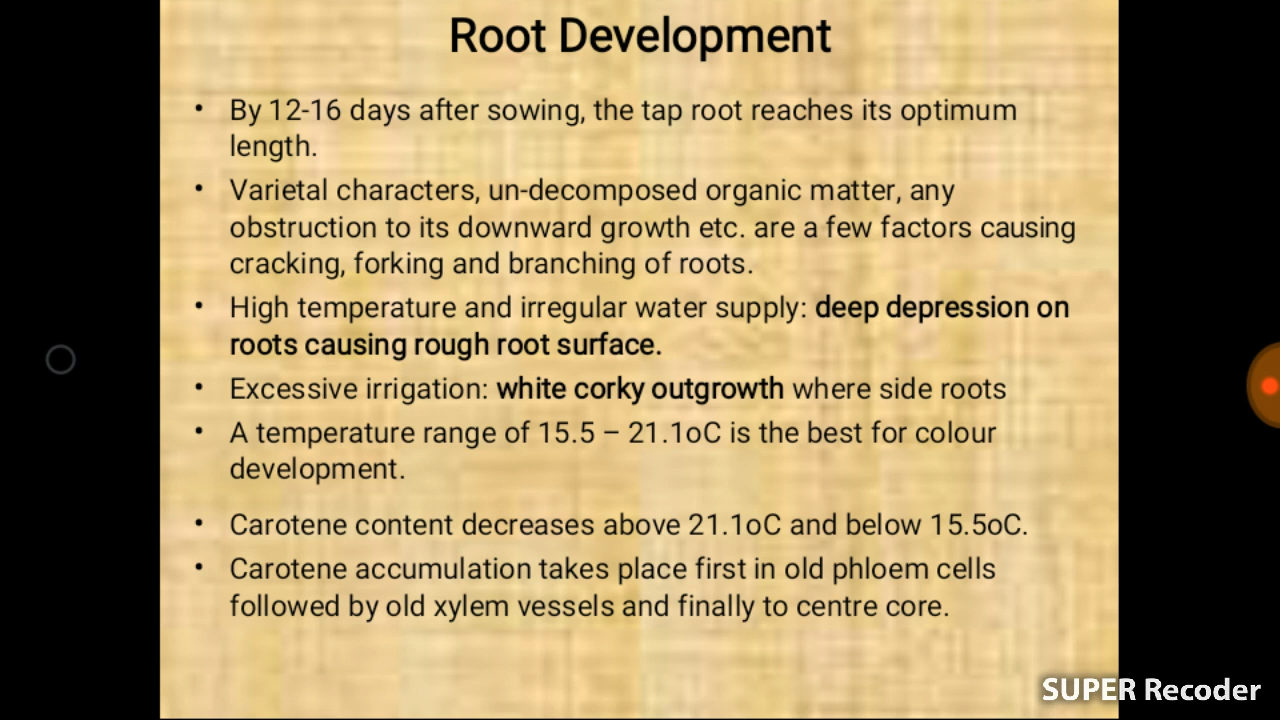 Root Development
• By 12-16 days after sowing, the tap root reaches its optimum
length.
• Varietal characters, un-decomposed organic matter, any
obstruction to its downward growth etc. are a few factors causing
cracking, forking and branching of roots.
• High temperature and irregular water supply: deep depression on
roots causing rough root surface.
• Excessive irrigation: white corky outgrowth where side roots
• A temperature range of 15.5 – 21.1oC is the best for colour
development.
• Carotene content decreases above 21.1oC and below 15.5oC.
• Carotene accumulation takes place first in old phloem cells
followed by old xylem vessels and finally to centre core.
SUPER Recoder